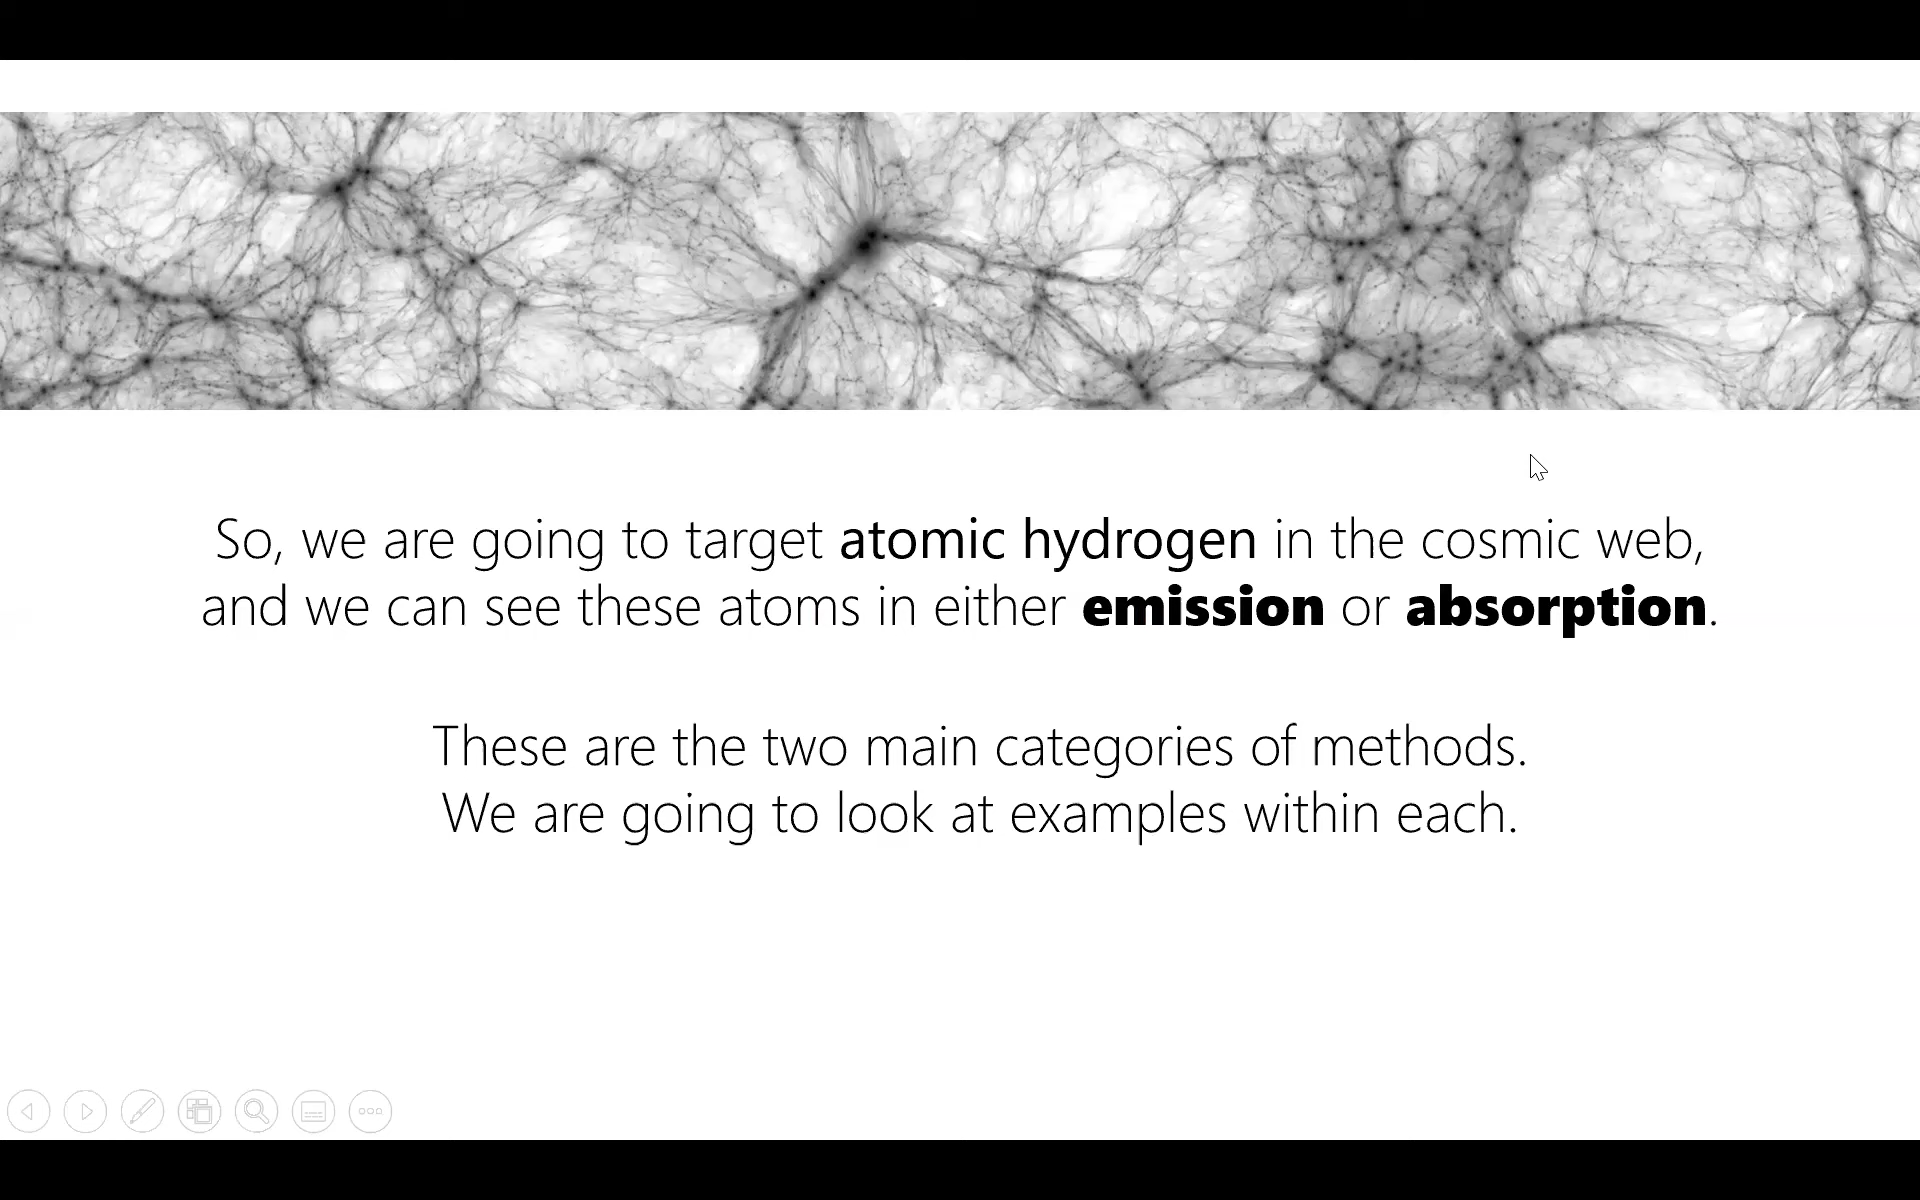 So, we are going to target atomic hydrogen in the cosmic web,
and we can see these atoms in either emission or absorption.
These are the two main categories of methods.
We are going to look at examples within each.